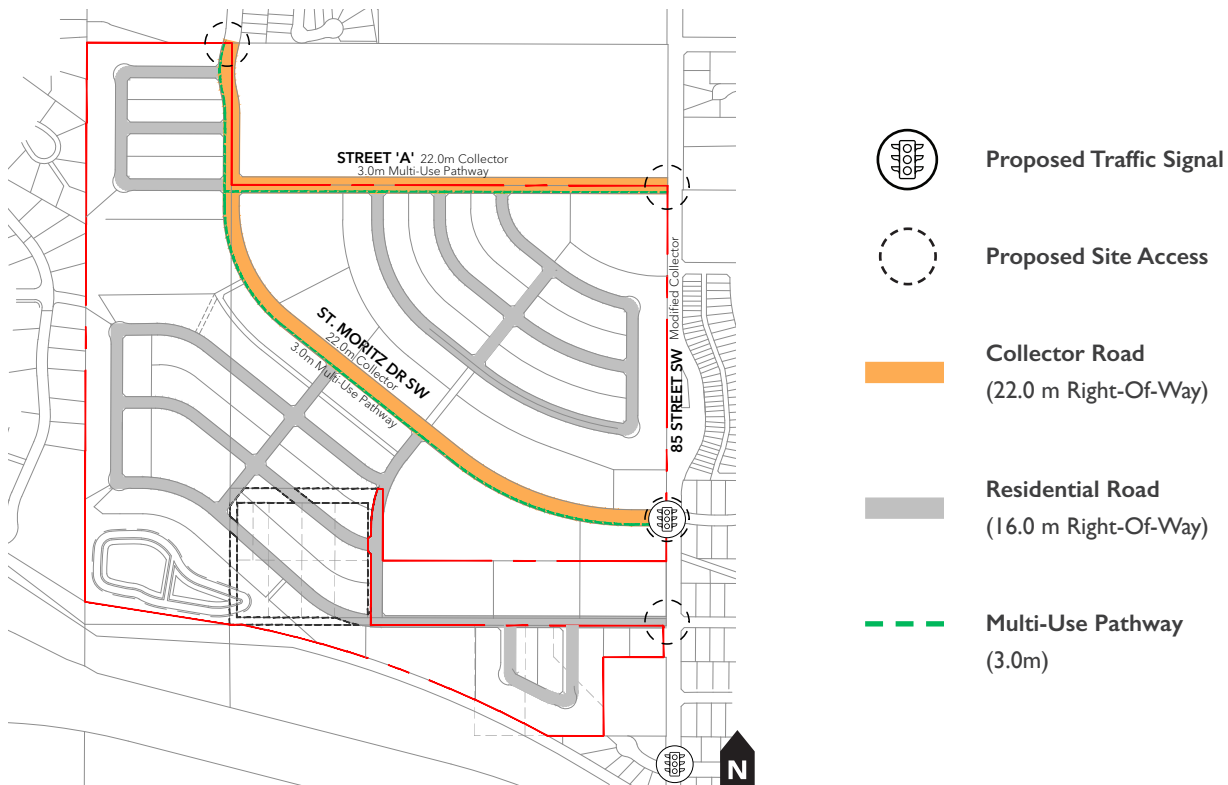 STREET 'A' 22.0m Collector
3.0m Multi-Use Pathway
ST. MORITZ DR SW
22.0m Collector
3.0m Multi-Use Pathway
85 STREET SW Modified Collector
N
Proposed Traffic Signal
Proposed Site Access
Collector Road
(22.0 m Right-Of-Way)
Residential Road
(16.0 m Right-Of-Way)
Multi-Use Pathway
(3.0m)